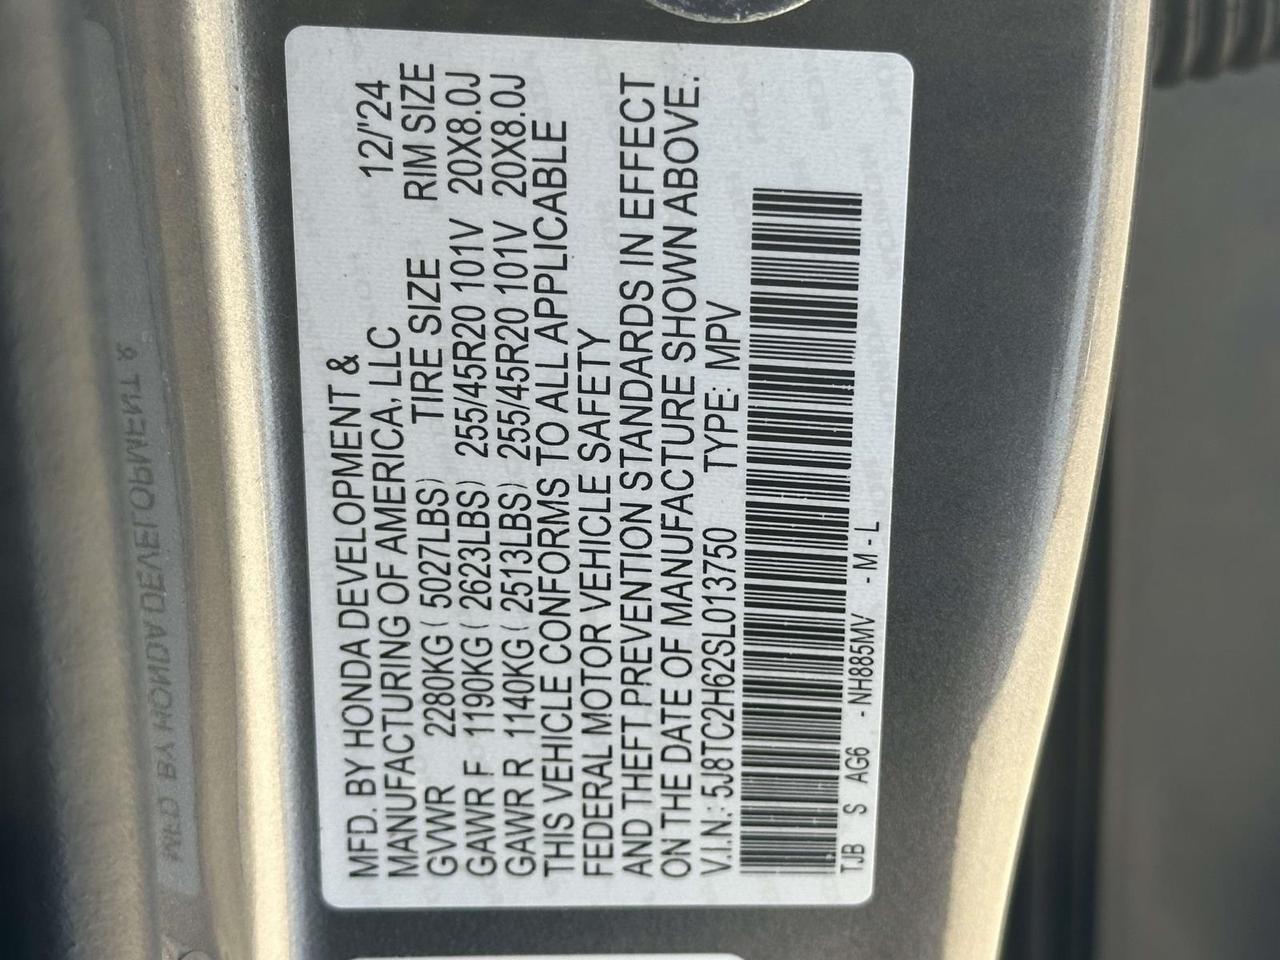 MFD. BY HONDA DEVELOPMENT &
MANUFACTURING OF AMERICA, LLC 12/'24
GVWR 2280KG ( 5027LBS) TIRE SIZE RIM SIZE
GAWR F 1190KG ( 2623LBS) 255/45R20 101V 20X8.0J
GAWR R 1140KG ( 2513LBS) 255/45R20 101V 20X8.0J
THIS VEHICLE CONFORMS TO ALL APPLICABLE
FEDERAL MOTOR VEHICLE SAFETY
AND THEFT PREVENTION STANDARDS IN EFFECT
ON THE DATE OF MANUFACTURE SHOWN ABOVE.
V.I.N.: 5J8TC2H62SL013750 TYPE: MPV
TJB S AG6 - NH885MV - M - L
MFD. BY HONDA DEVELOPMENT &